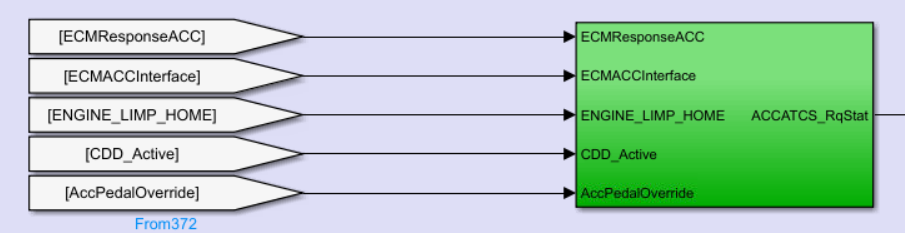 [ECMResponseACC]
ECMResponseACC
[ECMACCInterface]
ECMACCInterface
[ENGINE_LIMP_HOME]
ENGINE_LIMP_HOME
ACCATCS_RqStat
[CDD_Active]
CDD_Active
[AccPedalOverride]
AccPedalOverride
From372